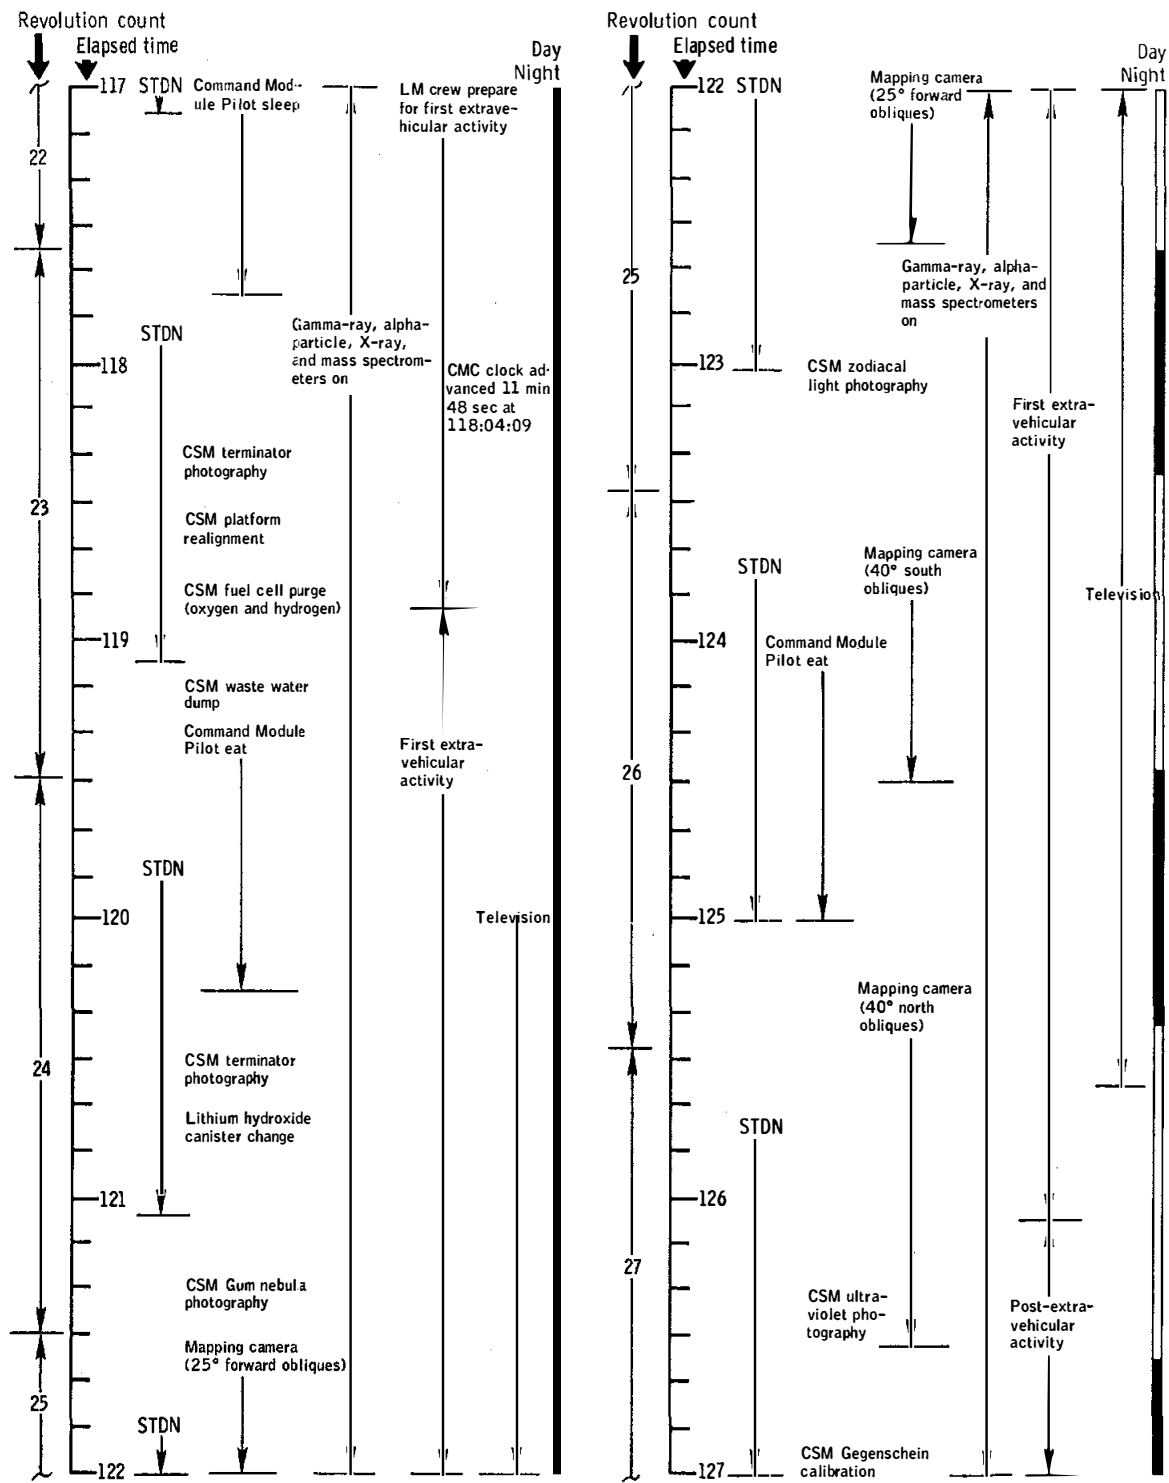 Revolution count
Elapsed time
Day
Night
117
STDN
Command Mod-
ule Pilot sleep
LM crew prepare
for first extrave-
hicular activity
22
STDN
Gamma-ray, alpha-
particle, X-ray,
and mass spectrom-
eters on
118
CMC clock ad-
vanced 11 min
48 sec at
118:04:09
CSM terminator
photography
23
CSM platform
realignment
CSM fuel cell purge
(oxygen and hydrogen)
119
CSM waste water
dump
Command Module
Pilot eat
First extra-
vehicular
activity
STDN
120
Television
24
CSM terminator
photography
Lithium hydroxide
canister change
121
CSM Gum nebula
photography
Mapping camera
(25° forward obliques)
25
STDN
122
Revolution count
Elapsed time
Day
Night
122
STDN
Mapping camera
(25° forward
obliques)
25
Gamma-ray, alpha-
particle, X-ray, and
mass spectrometers
on
123
CSM zodiacal
light photography
First extra-
vehicular
activity
STDN
Mapping camera
(40° south
obliques)
Television
124
Command Module
Pilot eat
26
125
Mapping camera
(40° north
obliques)
STDN
126
27
CSM ultra-
violet pho-
tography
Post-extra-
vehicular
activity
127
CSM Gegenschein
calibration